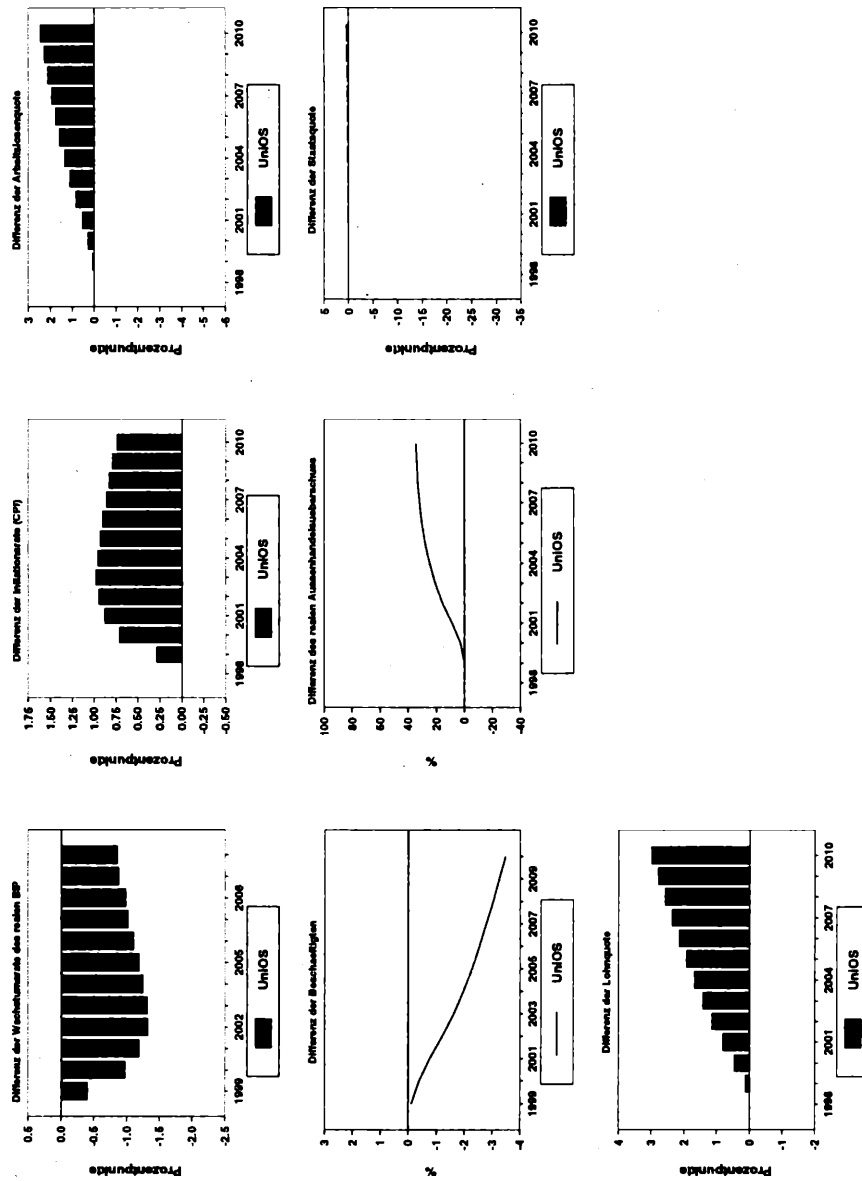 Differenz der Wachstumsrate des realen BIP
Prozentpunkte
0.5
0.0
-0.5
-1.0
-1.5
-2.0
-2.5
1999 2002 2005 2008
UniOS
Differenz der Inflationsrate (CPI)
Prozentpunkte
1.75
1.50
1.25
1.00
0.75
0.50
0.25
0.00
-0.25
-0.50
1998 2001 2004 2007 2010
UniOS
Differenz der Arbeitslosenquote
Prozentpunkte
3
2
1
0
-1
-2
-3
-4
-5
-6
1998 2001 2004 2007 2010
UniOS
Differenz der Beschaeftigten
%
3
2
1
0
-1
-2
-3
-4
1999 2001 2003 2005 2007 2009
UniOS
Differenz des realen Aussenhandelsueberschuss
%
100
80
60
40
20
0
-20
-40
1998 2001 2004 2007 2010
UniOS
Differenz der Staatsquote
Prozentpunkte
5
0
-5
-10
-15
-20
-25
-30
-35
1998 2001 2004 2007 2010
UniOS
Differenz der Lohnquote
Prozentpunkte
4
3
2
1
0
-1
-2
1998 2001 2004 2007 2010
UniOS